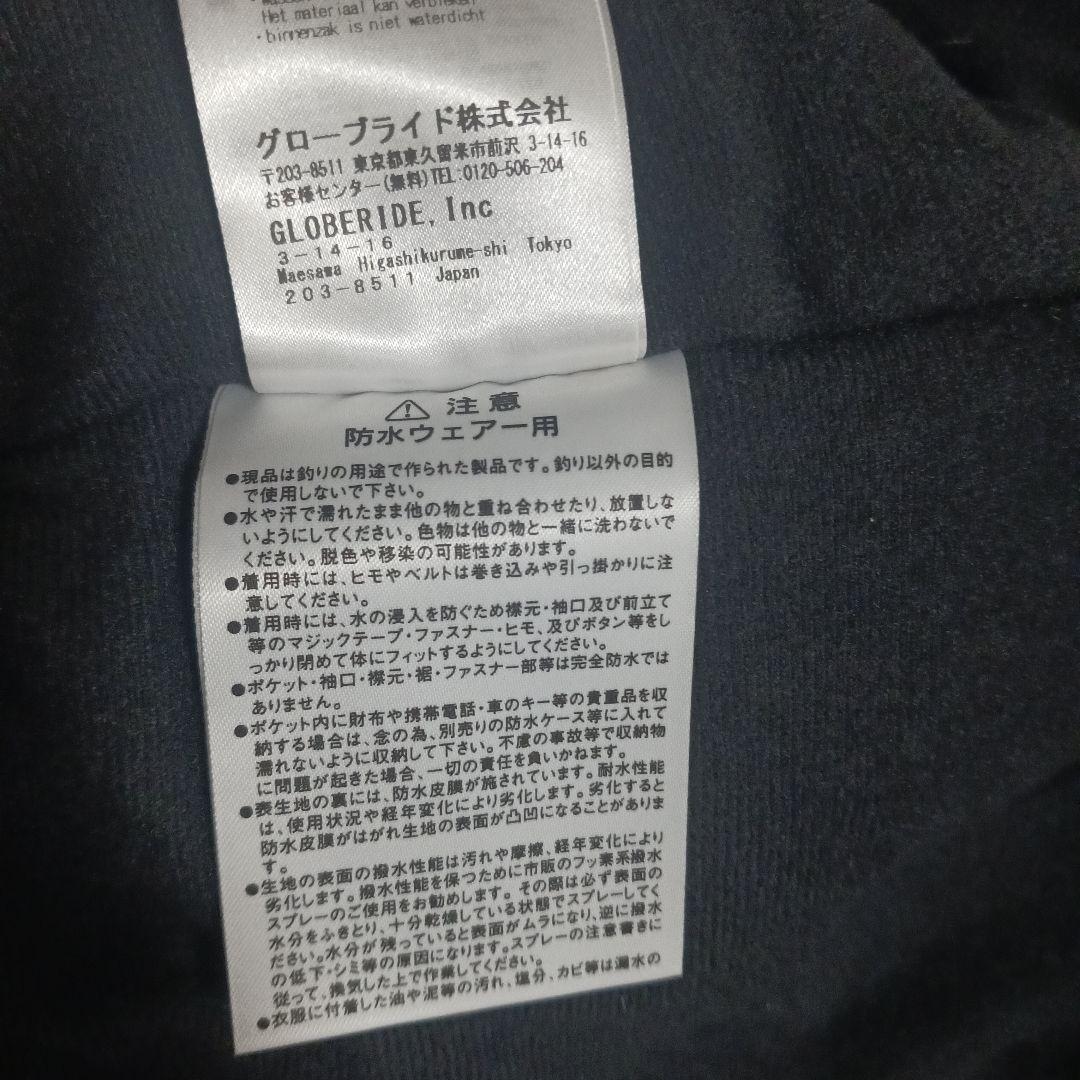 Het materiaal kan verbleken
・binnenzak is niet waterdicht
グローブライド株式会社
〒203-8511 東京都東久留米市前沢 3-14-16
お客様センター(無料)TEL:0120-506-204
GLOBERIDE, Inc
3-14-16
Maesawa Higashikurume-shi Tokyo
203-8511 Japan
⚠ 注意
防水ウェアー用
●現品は釣りの用途で作られた製品です。釣り以外の目的
で使用しないで下さい。
●水や汗で濡れたまま他の物と重ね合わせたり、放置しな
いようにしてください。色物は他の物と一緒に洗わないで
ください。脱色や移染の可能性があります。
●着用時には、ヒモやベルトは巻き込みや引っ掛かりに注
意してください。
●着用時には、水の浸入を防ぐため襟元・袖口及び前立て
等のマジックテープ・ファスナー・ヒモ、及びボタン等をし
っかり閉めて体にフィットするようにしてください。
●ポケット・袖口・襟元・裾・ファスナー部等は完全防水では
ありません。
●ポケット内に財布や携帯電話・車のキー等の貴重品を収
納する場合は、念の為、別売りの防水ケース等に入れて
濡れないように収納して下さい。不慮の事故等で収納物
に問題が起きた場合、一切の責任を負いかねます。
●表生地の裏には、防水皮膜が施されています。耐水性能
は、使用状況や経年変化により劣化します。劣化すると
防水皮膜がはがれ生地の表面が凸凹になることがありま
す。
●生地の表面の撥水性能は汚れや摩擦、経年変化により
劣化します。撥水性能を保つために市販のフッ素系撥水
スプレーのご使用をお勧めします。その際は必ず表面の
水分をふきとり、十分乾燥している状態でスプレーしてく
ださい。水分が残っていると表面がムラになり、逆に撥水
の低下・シミ等の原因になります。スプレーの注意書きに
従って、換気した上で作業してください。
●衣服に付着した油や泥等の汚れ、塩分、カビ等は漏水の